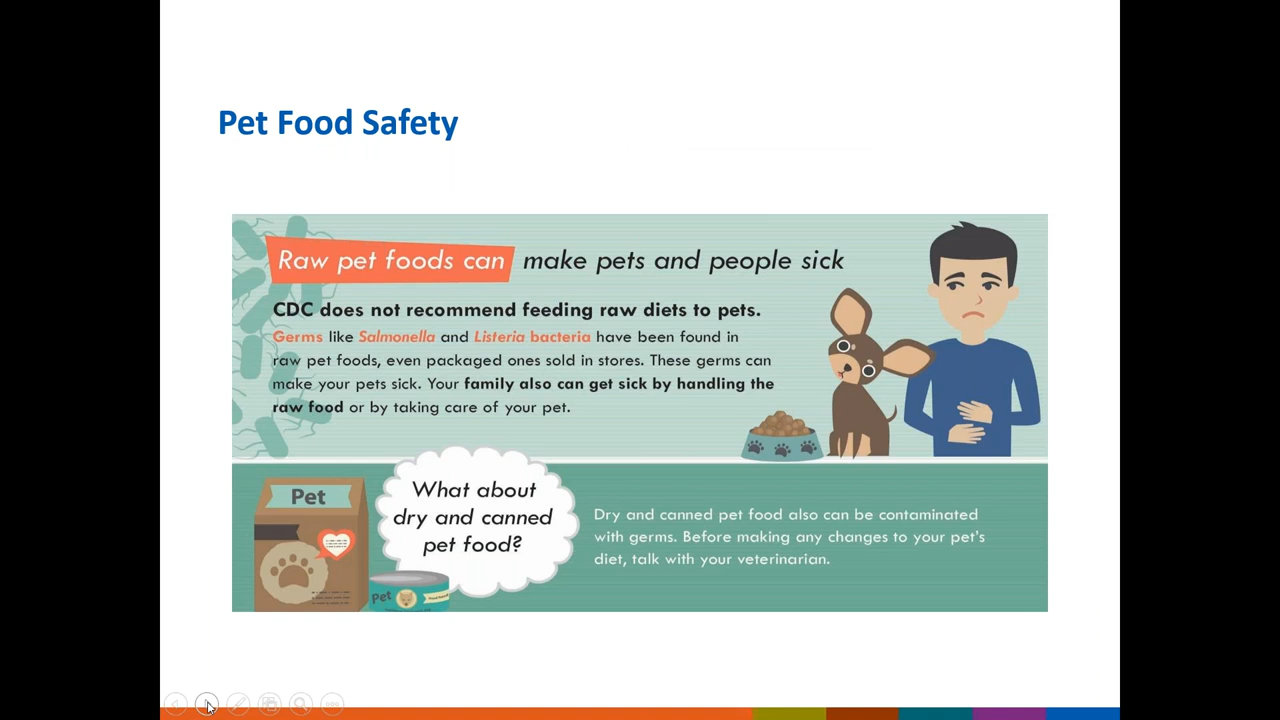 Pet Food Safety
Raw pet foods can make pets and people sick
CDC does not recommend feeding raw diets to pets.
Germs like Salmonella and Listeria bacteria have been found in
raw pet foods, even packaged ones sold in stores. These germs can
make your pets sick. Your family also can get sick by handling the
raw food or by taking care of your pet.
Pet
What about
dry and canned
pet food?
pet
Dry and canned pet food also can be contaminated
with germs. Before making any changes to your pet's
diet, talk with your veterinarian.